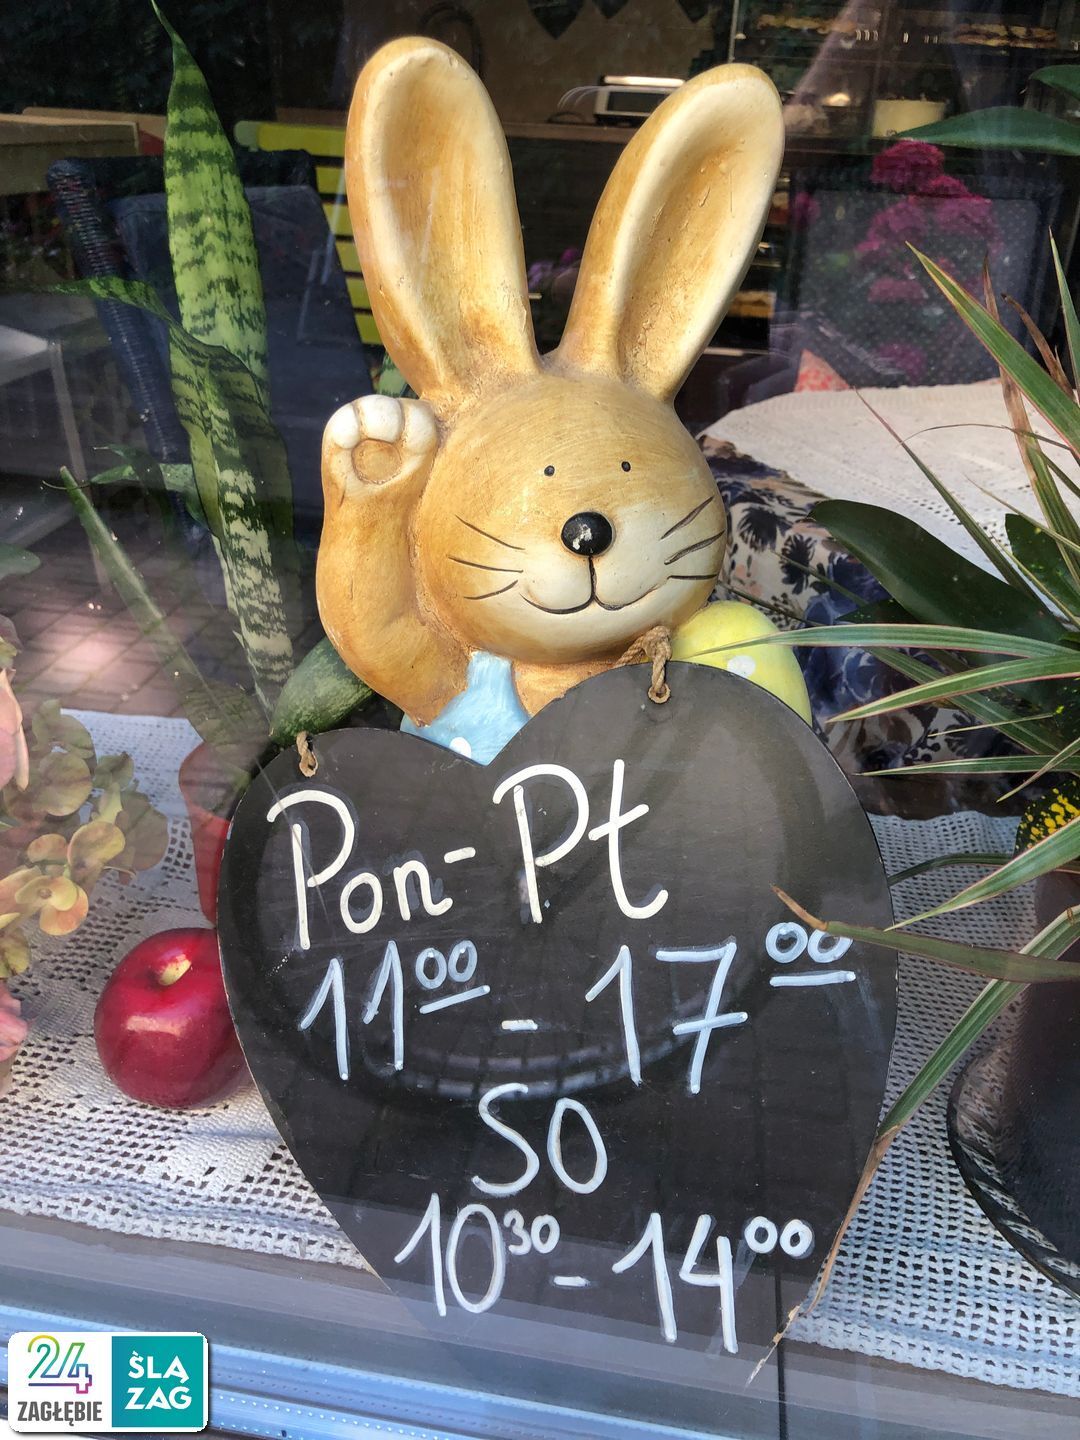 Pon - Pt
11⁰⁰ - 17⁰⁰
SO
10³⁰ - 14⁰⁰
24
ZAGŁĘBIE
ŚLĄ
ZAG